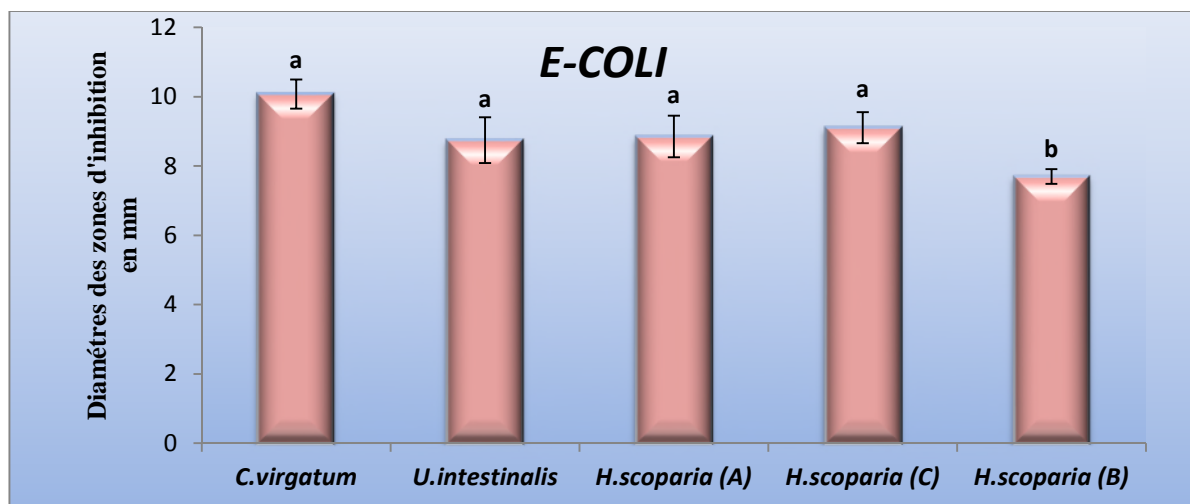 E-COLI
Diamétres des zones d'inhibition
en mm
12
10
8
6
4
2
0
a
a
a
a
b
C.virgatum
U.intestinalis
H.scoparia (A)
H.scoparia (C)
H.scoparia (B)